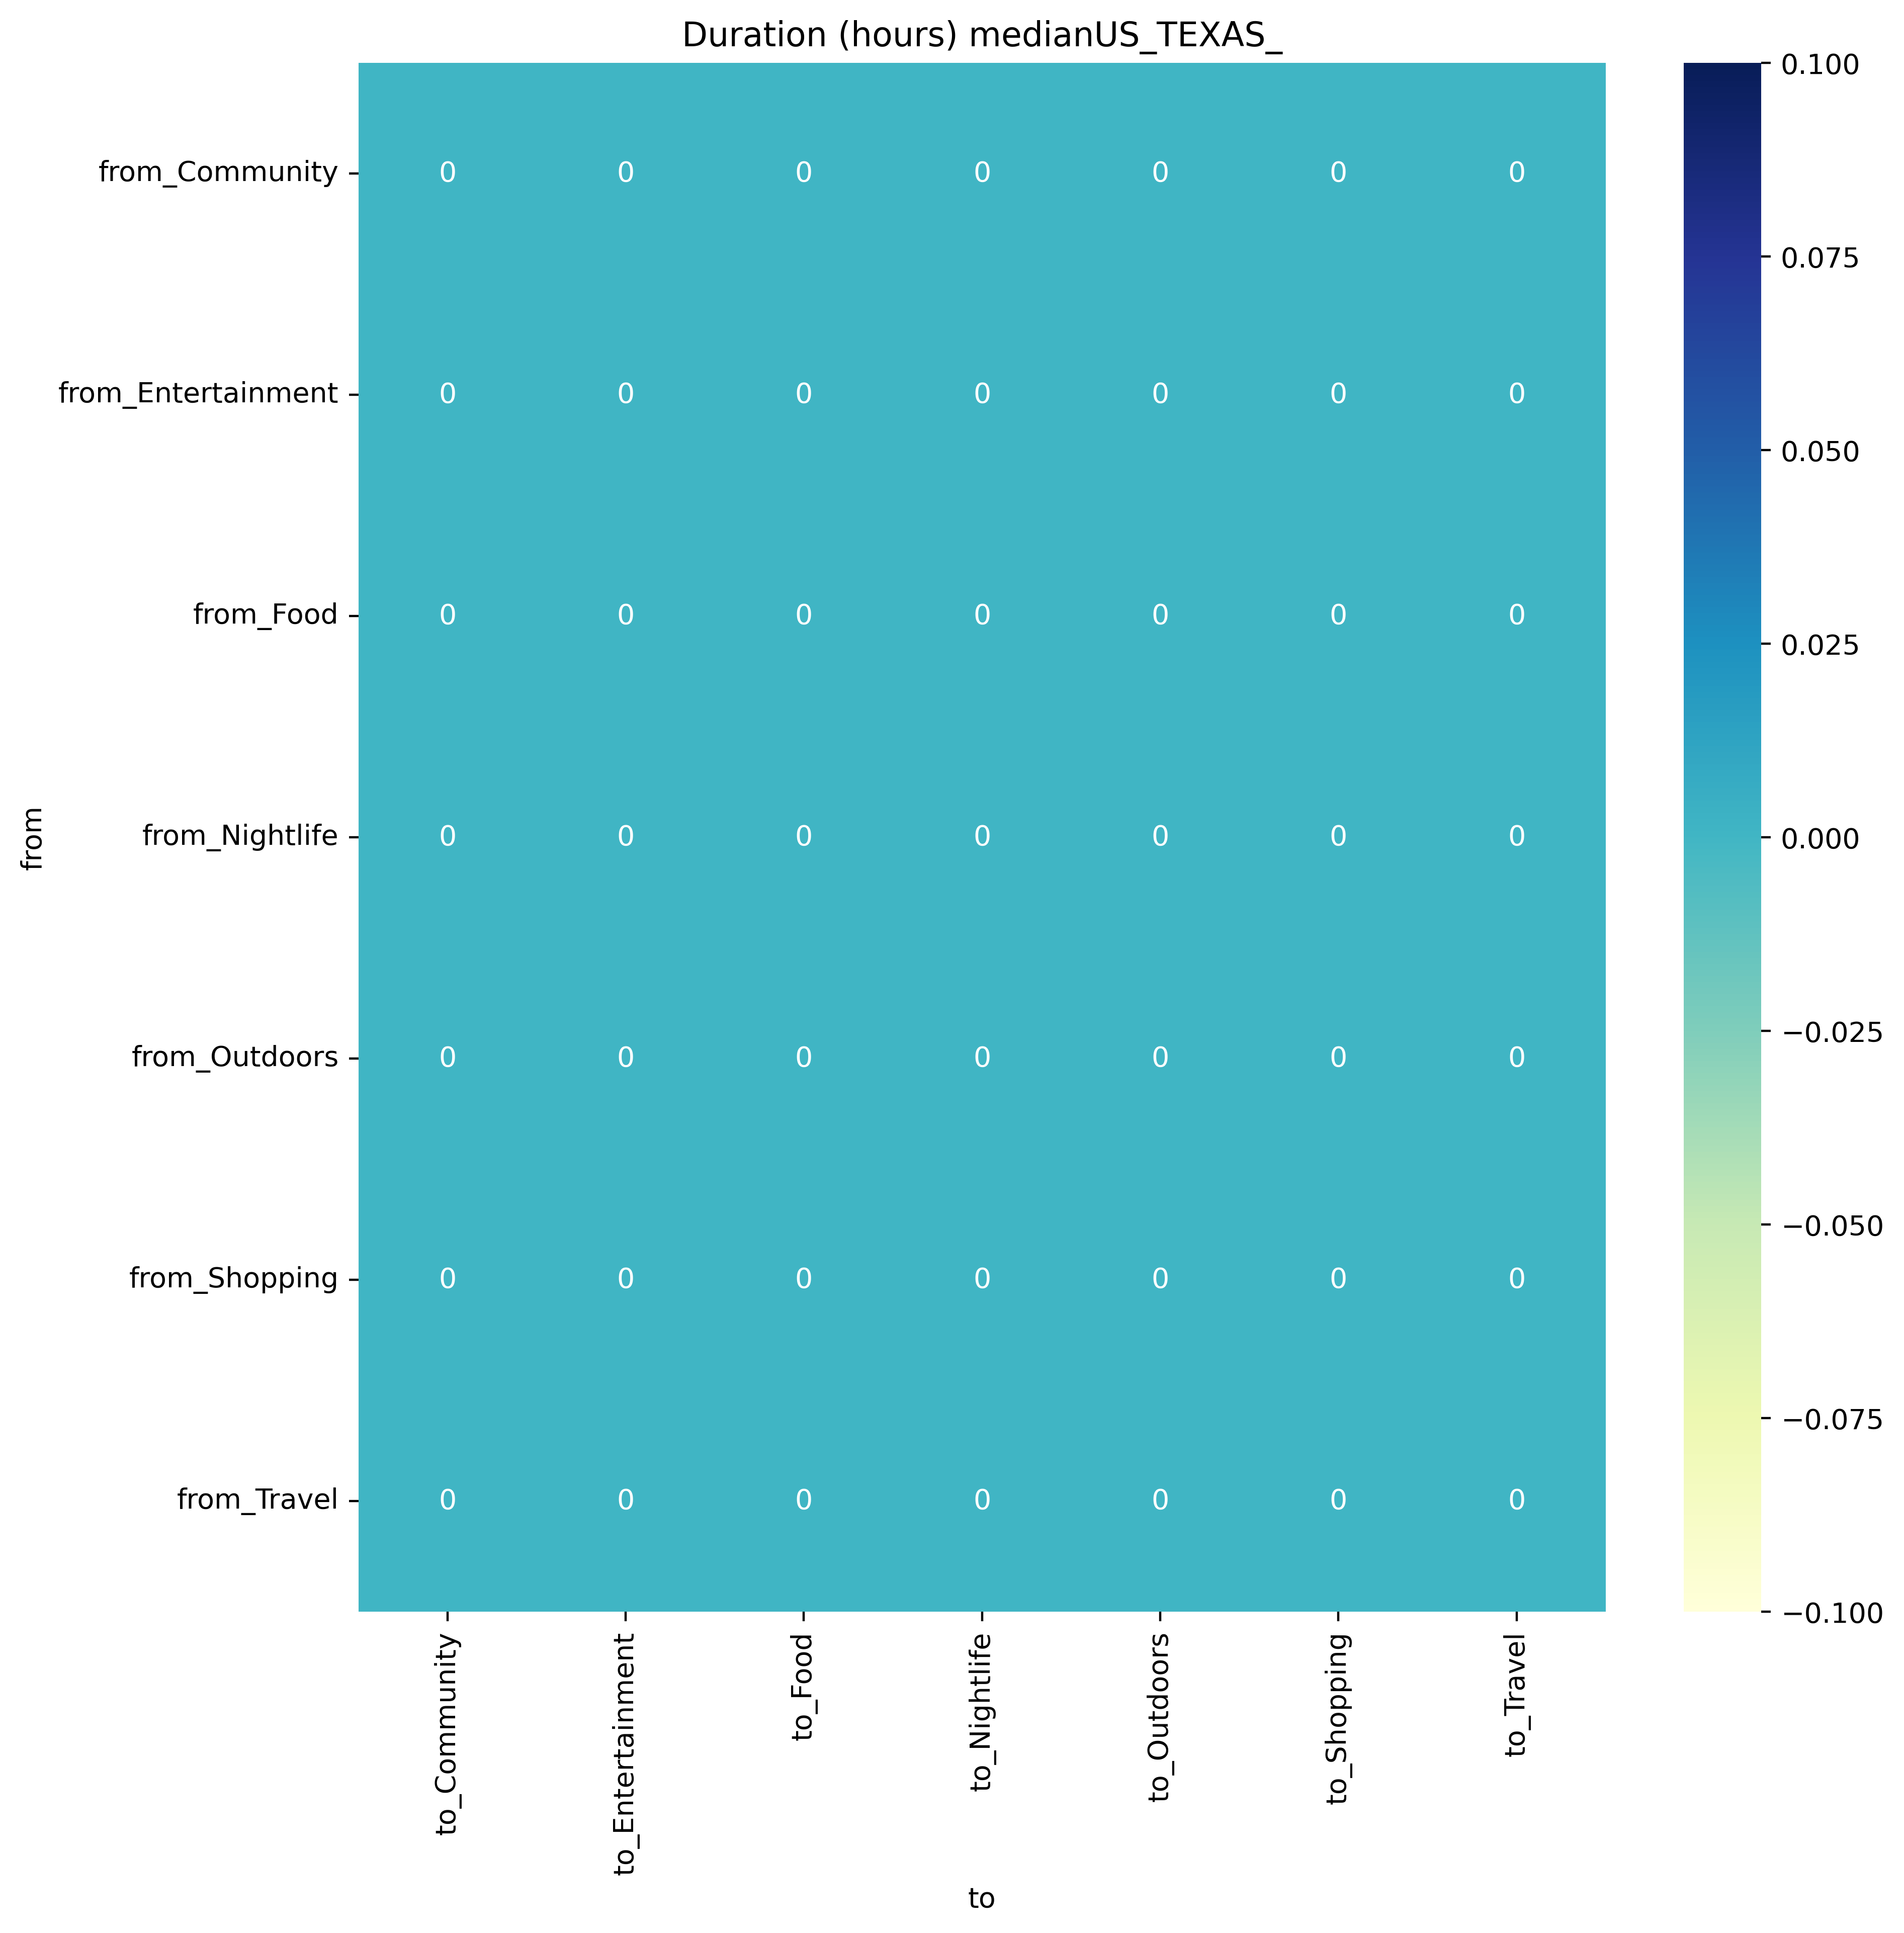 Duration (hours) medianUS_TEXAS_
from
from_Community 0 0 0 0 0 0 0
from_Entertainment 0 0 0 0 0 0 0
from_Food 0 0 0 0 0 0 0
from_Nightlife 0 0 0 0 0 0 0
from_Outdoors 0 0 0 0 0 0 0
from_Shopping 0 0 0 0 0 0 0
from_Travel 0 0 0 0 0 0 0
to_Community
to_Entertainment
to_Food
to_Nightlife
to_Outdoors
to_Shopping
to_Travel
to
0.100
0.075
0.050
0.025
0.000
−0.025
−0.050
−0.075
−0.100